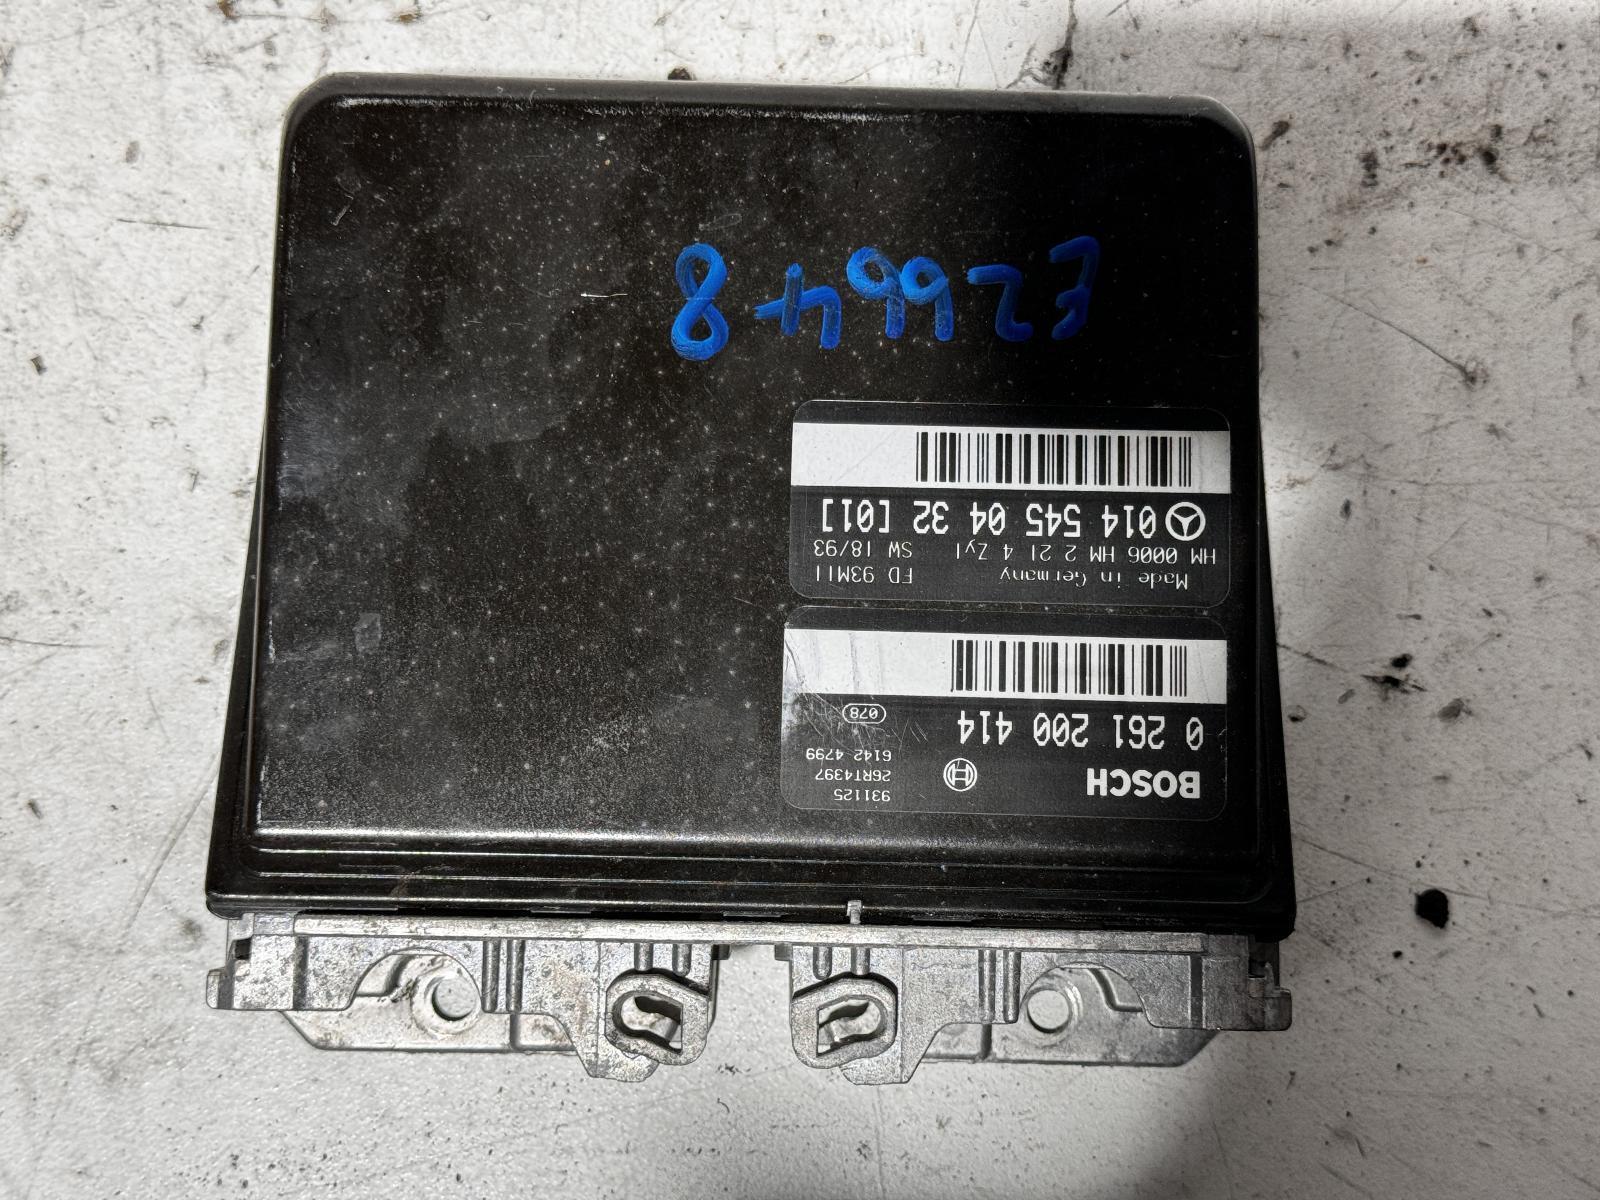 BOSCH
931125
26RT4397
6142 4799
0 261 200 414
078
Made in Germany FD 93M11
HM 0006 HM 2 2l 4 Zyl SW 18/93
014 545 04 32 [01]
E26648